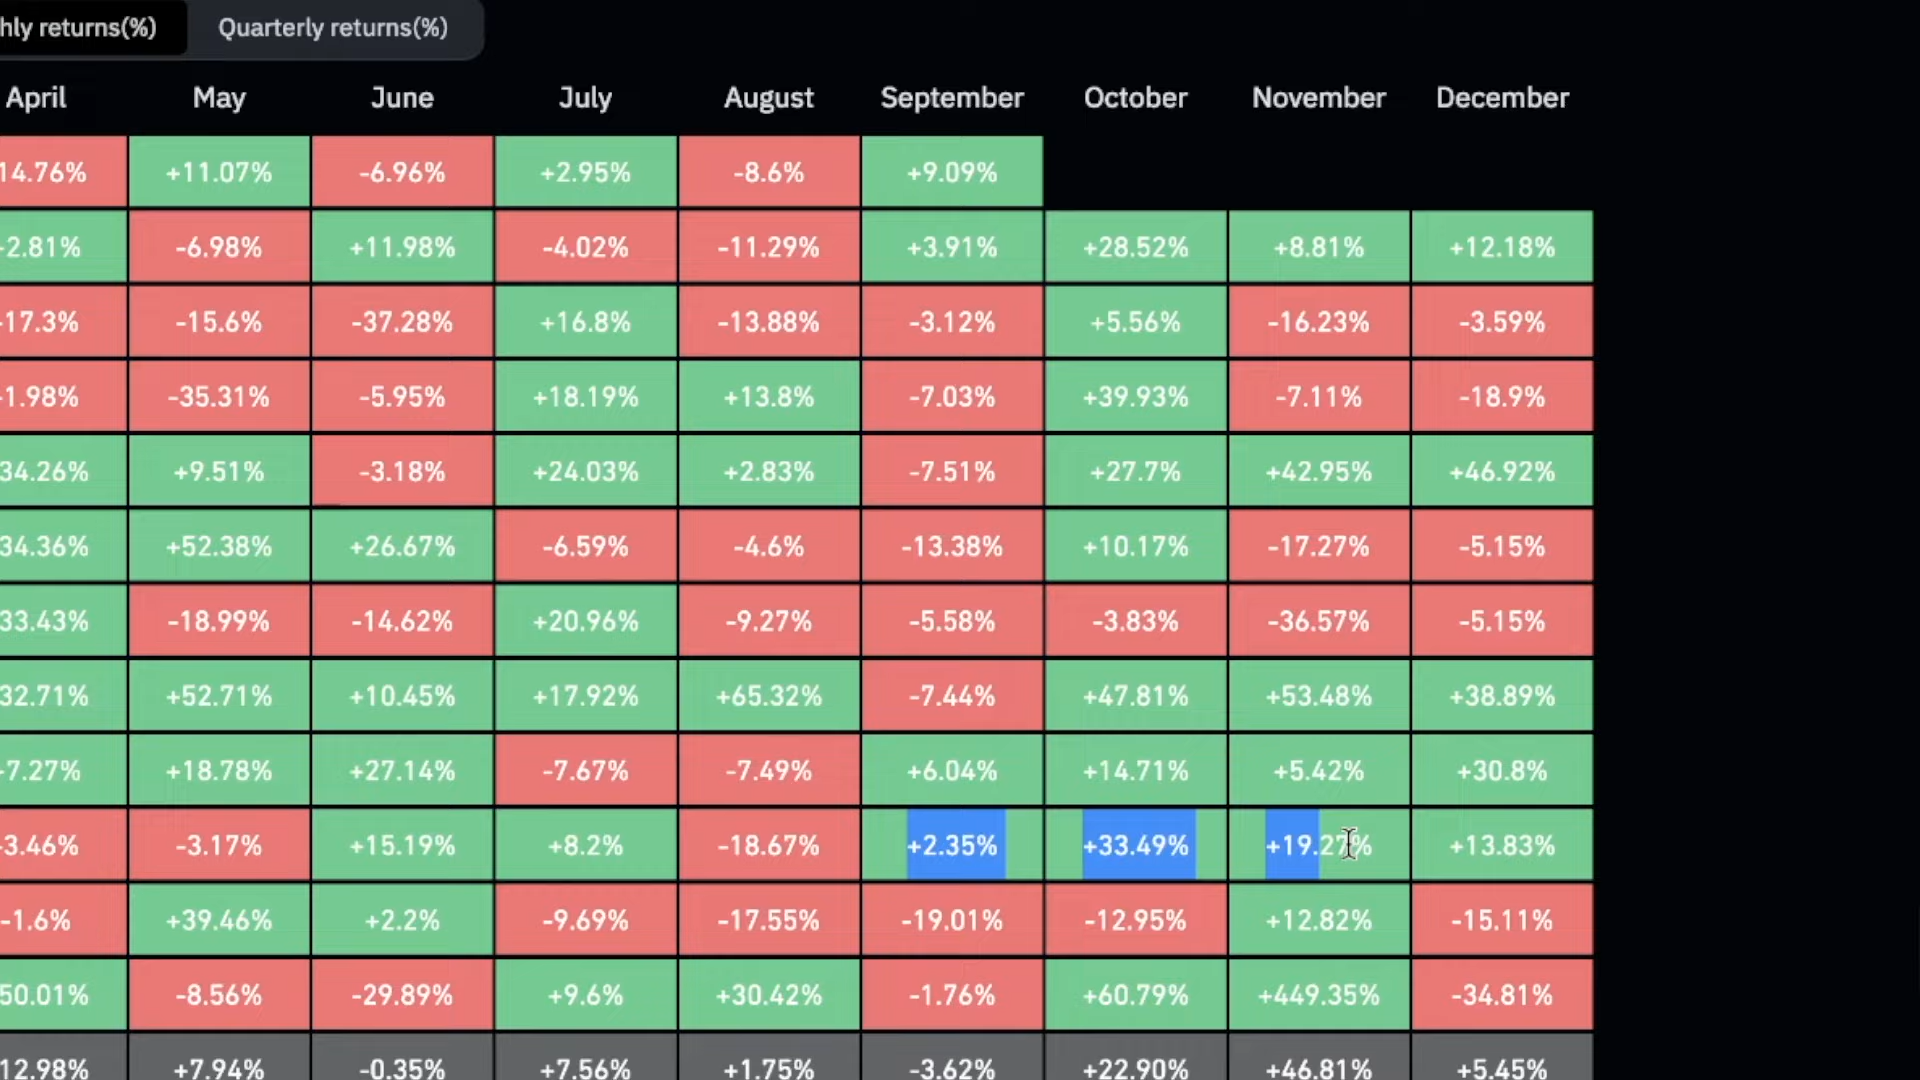 hly returns(%) Quarterly returns(%)
April May June July August September October November December
14.76% +11.07% -6.96% +2.95% -8.6% +9.09%
2.81% -6.98% +11.98% -4.02% -11.29% +3.91% +28.52% +8.81% +12.18%
-17.3% -15.6% -37.28% +16.8% -13.88% -3.12% +5.56% -16.23% -3.59%
-1.98% -35.31% -5.95% +18.19% +13.8% -7.03% +39.93% -7.11% -18.9%
34.26% +9.51% -3.18% +24.03% +2.83% -7.51% +27.7% +42.95% +46.92%
34.36% +52.38% +26.67% -6.59% -4.6% -13.38% +10.17% -17.27% -5.15%
33.43% -18.99% -14.62% +20.96% -9.27% -5.58% -3.83% -36.57% -5.15%
32.71% +52.71% +10.45% +17.92% +65.32% -7.44% +47.81% +53.48% +38.89%
7.27% +18.78% +27.14% -7.67% -7.49% +6.04% +14.71% +5.42% +30.8%
-3.46% -3.17% +15.19% +8.2% -18.67% +2.35% +33.49% +19.27% +13.83%
-1.6% +39.46% +2.2% -9.69% -17.55% -19.01% -12.95% +12.82% -15.11%
50.01% -8.56% -29.89% +9.6% +30.42% -1.76% +60.79% +449.35% -34.81%
12.98% +7.94% -0.35% +7.56% +1.75% -3.62% +22.90% +46.81% +5.45%